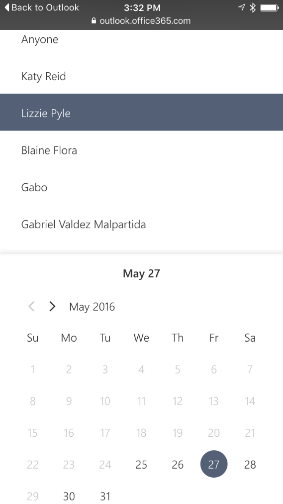 Back to Outlook 3:32 PM
outlook.office365.com
Anyone
Katy Reid
Lizzie Pyle
Blaine Flora
Gabo
Gabriel Valdez Malpartida
May 27
May 2016
Su Mo Tu We Th Fr Sa
1 2 3 4 5 6 7
8 9 10 11 12 13 14
15 16 17 18 19 20 21
22 23 24 25 26 27 28
29 30 31